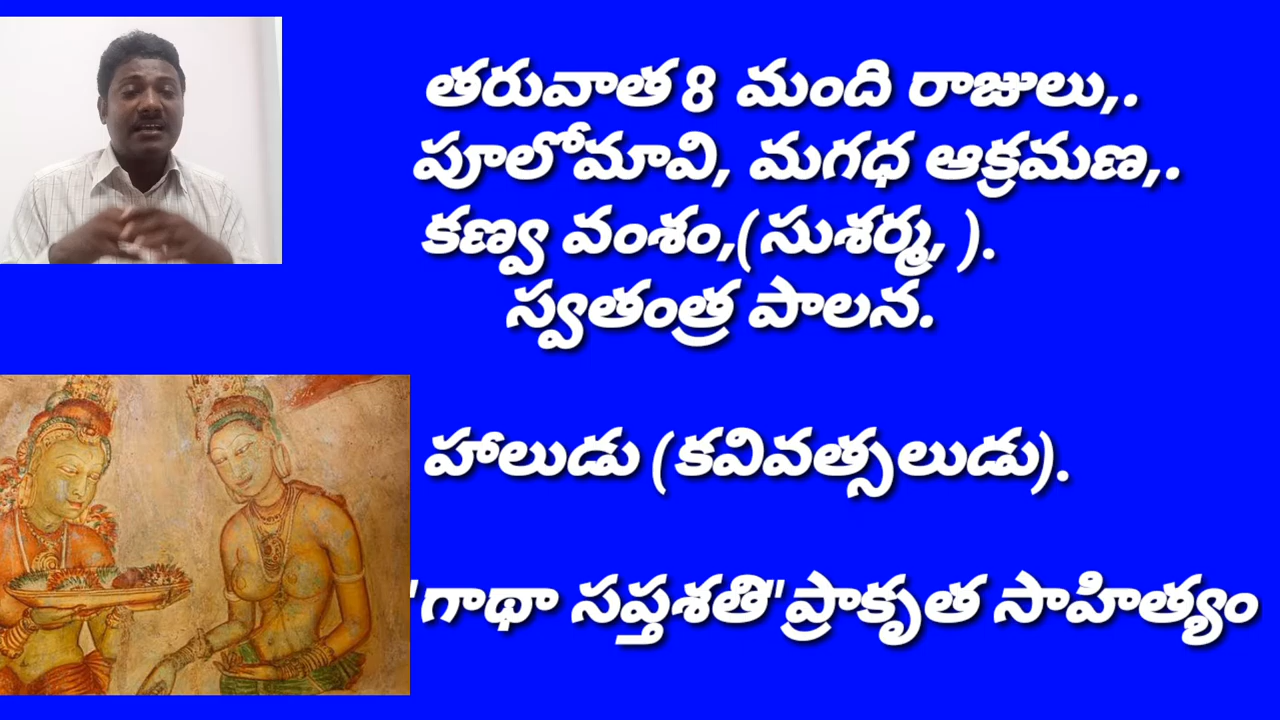 తరువాత 8 మంది రాజులు,.
పూలోమావి, మగధ ఆక్రమణ,.
కణ్వ వంశం,(సుశర్మ, ).
స్వతంత్ర పాలన.
హాలుడు (కవివత్సలుడు).
"గాథా సప్తశతి"ప్రాకృత సాహిత్యం